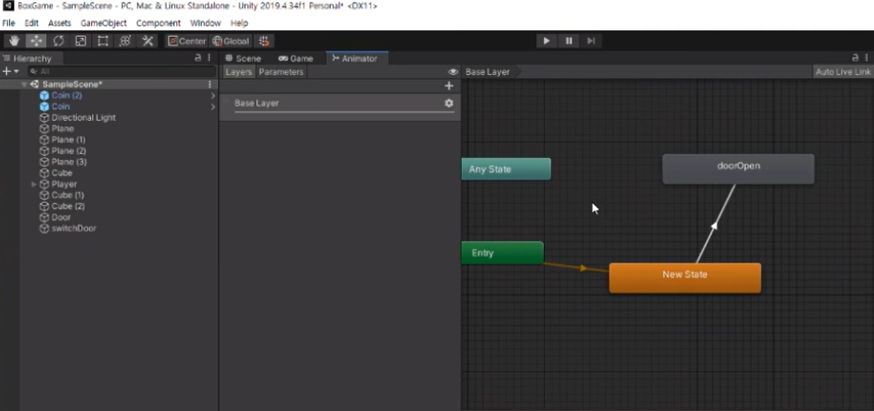 BoxGame - SampleScene - PC, Mac & Linux Standalone - Unity 2019.4.34f1 Personal* <DX11>
File Edit Assets GameObject Component Window Help
Center Global
Hierarchy
Scene Game Animator
All
Layers Parameters
Base Layer
Auto Live Link
SampleScene*
Coin (2)
Coin
Directional Light
Plane
Plane (1)
Plane (2)
Plane (3)
Cube
Player
Cube (1)
Cube (2)
Door
switchDoor
Base Layer
Any State
doorOpen
Entry
New State